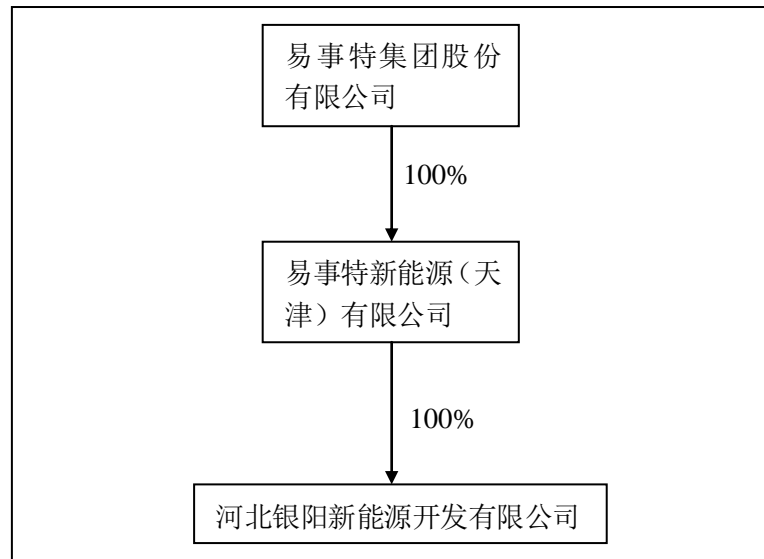 易事特集团股份
有限公司
100%
易事特新能源（天
津）有限公司
100%
河北银阳新能源开发有限公司